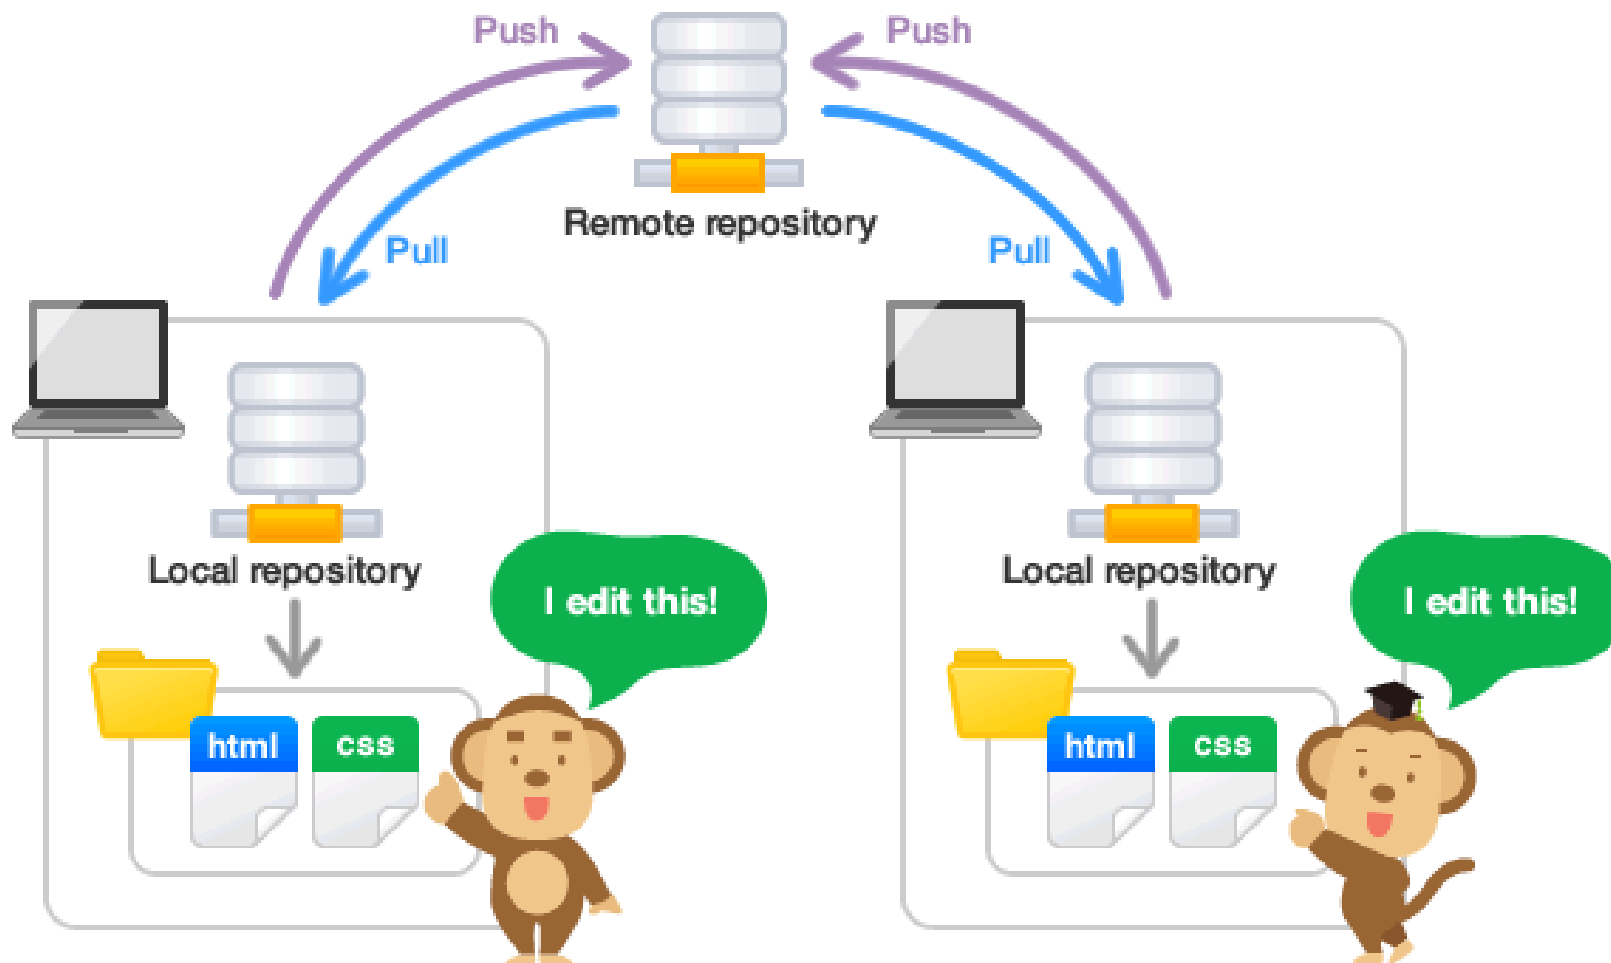 Push
Push
Remote repository
Pull
Pull
Local repository
Local repository
I edit this!
I edit this!
html
css
html
css